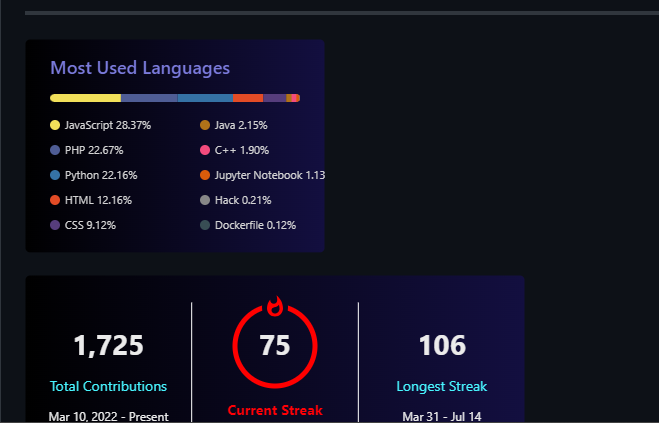 Most Used Languages
JavaScript 28.37%
PHP 22.67%
Python 22.16%
HTML 12.16%
CSS 9.12%
Java 2.15%
C++ 1.90%
Jupyter Notebook 1.13
Hack 0.21%
Dockerfile 0.12%
1,725
Total Contributions
Mar 10, 2022 - Present
75
Current Streak
106
Longest Streak
Mar 31 - Jul 14